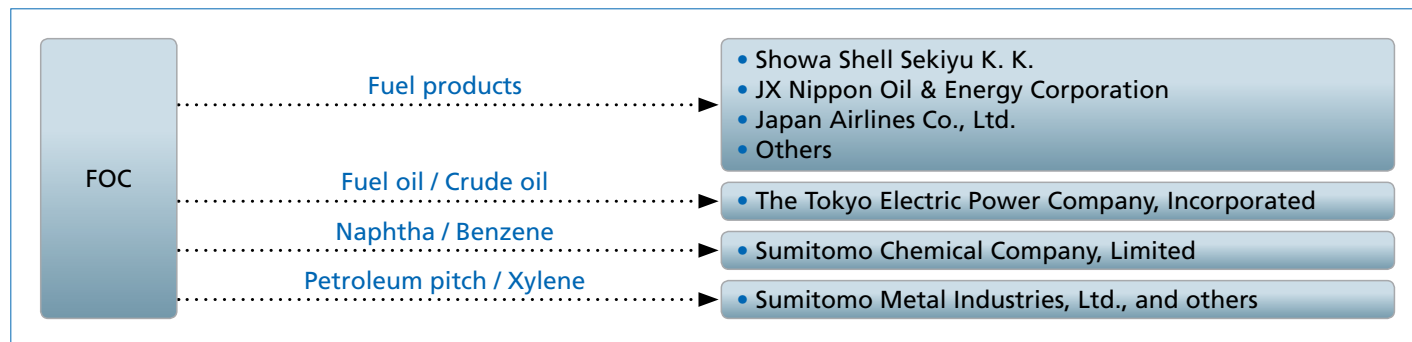 FOC
Fuel products
• Showa Shell Sekiyu K. K.
• JX Nippon Oil & Energy Corporation
• Japan Airlines Co., Ltd.
• Others
Fuel oil / Crude oil
• The Tokyo Electric Power Company, Incorporated
Naphtha / Benzene
• Sumitomo Chemical Company, Limited
Petroleum pitch / Xylene
• Sumitomo Metal Industries, Ltd., and others